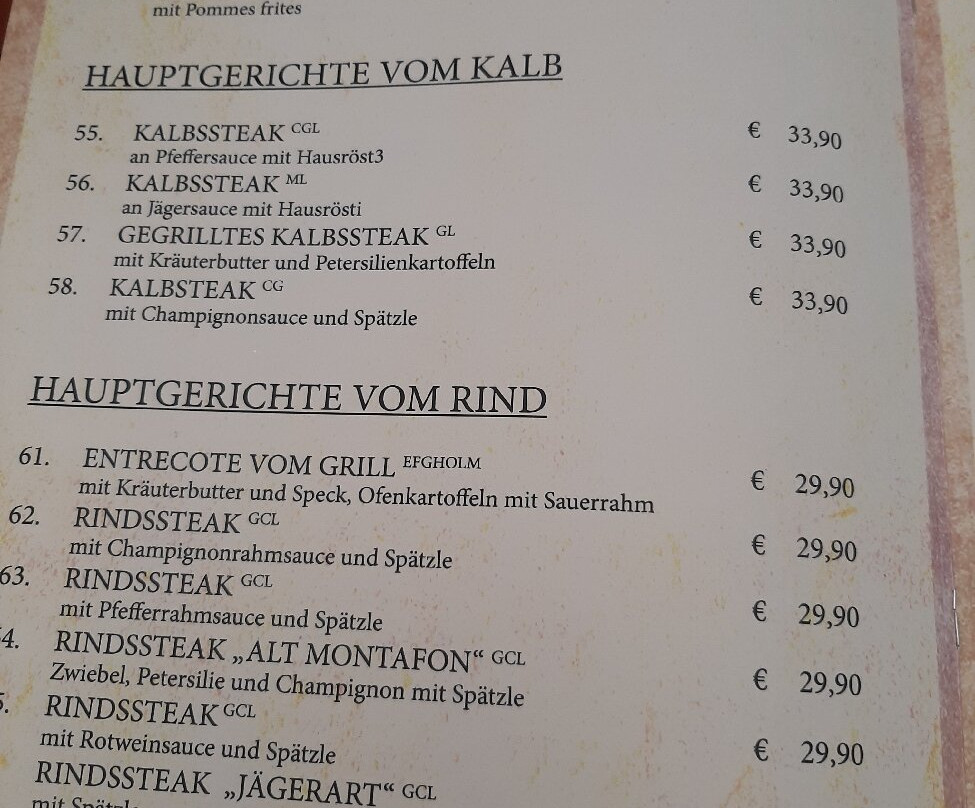 mit Pommes frites
HAUPTGERICHTE VOM KALB
55. KALBSSTEAK CGL € 33,90
an Pfeffersauce mit Hausröst3
56. KALBSSTEAK ML € 33,90
an Jägersauce mit Hausrösti
57. GEGRILLTES KALBSSTEAK GL € 33,90
mit Kräuterbutter und Petersilienkartoffeln
58. KALBSTEAK CG € 33,90
mit Champignonsauce und Spätzle
HAUPTGERICHTE VOM RIND
61. ENTRECOTE VOM GRILL EFGHOLM € 29,90
mit Kräuterbutter und Speck, Ofenkartoffeln mit Sauerrahm
62. RINDSSTEAK GCL € 29,90
mit Champignonrahmsauce und Spätzle
63. RINDSSTEAK GCL € 29,90
mit Pfefferrahmsauce und Spätzle
4. RINDSSTEAK „ALT MONTAFON“ GCL € 29,90
Zwiebel, Petersilie und Champignon mit Spätzle
. RINDSSTEAK GCL € 29,90
mit Rotweinsauce und Spätzle
RINDSSTEAK „JÄGERART“ GCL
mit Spätzle